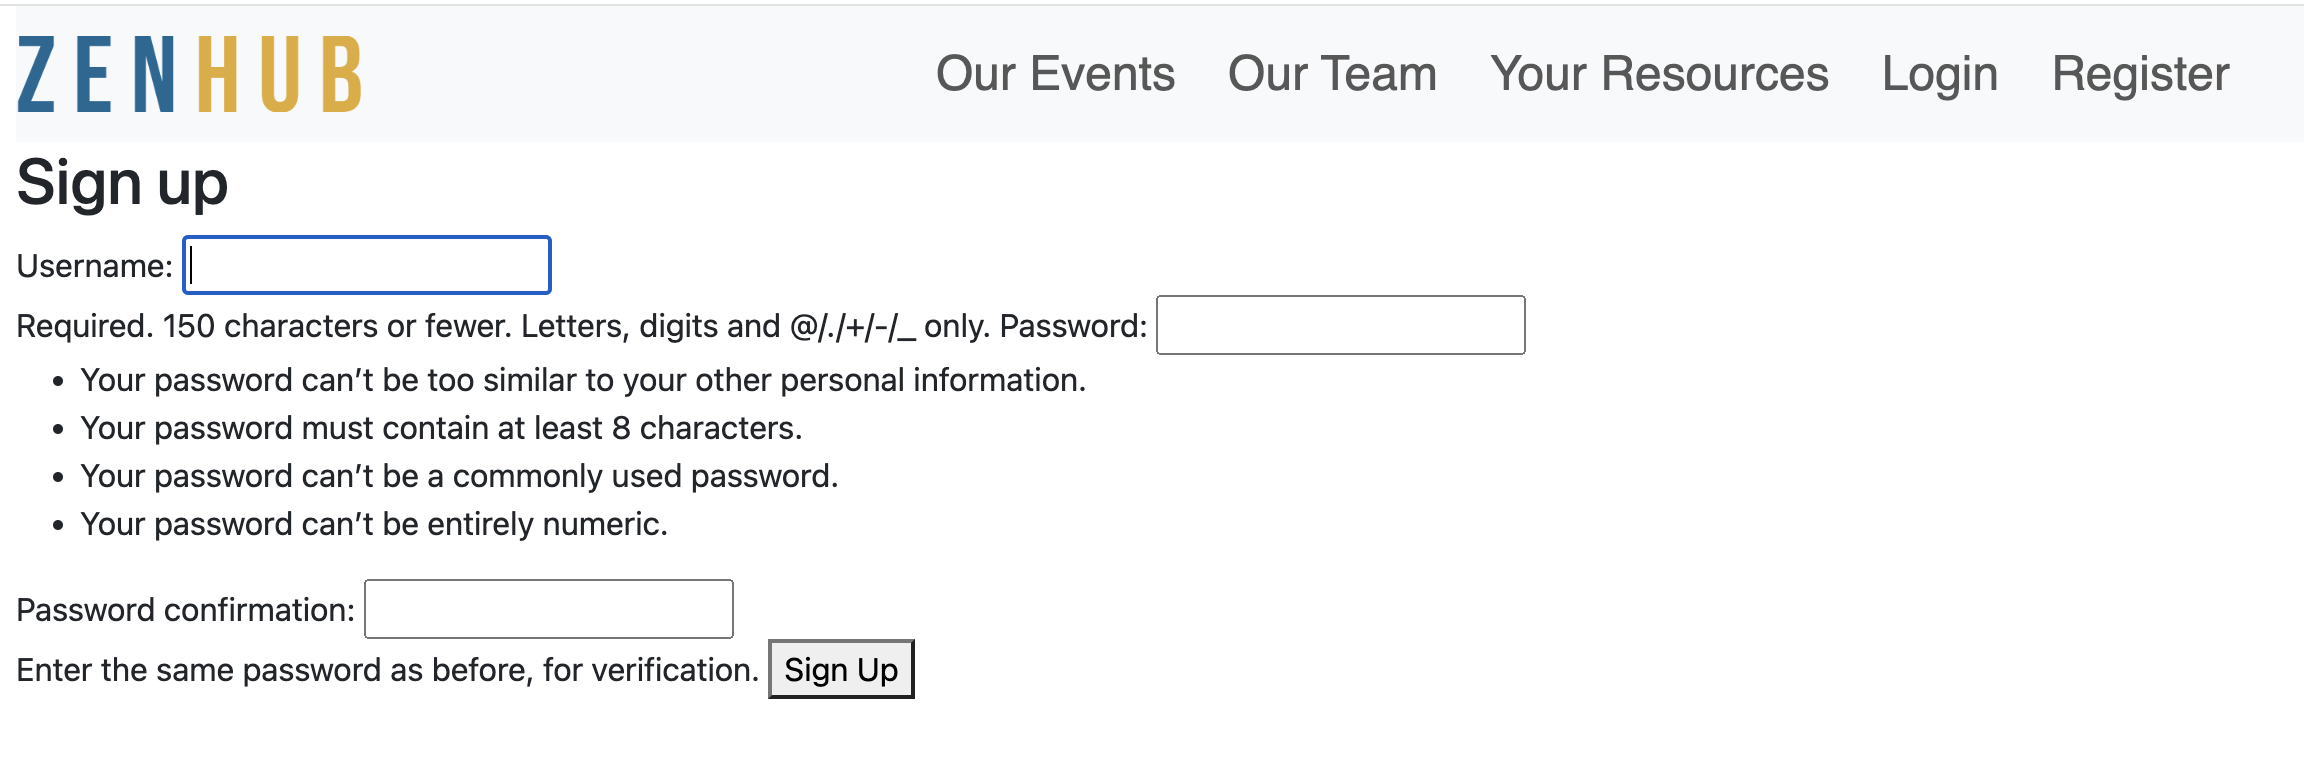 ZENHUB Our Events Our Team Your Resources Login Register
Sign up
Username:
Required. 150 characters or fewer. Letters, digits and @/./+/-/_ only. Password:
• Your password can’t be too similar to your other personal information.
• Your password must contain at least 8 characters.
• Your password can’t be a commonly used password.
• Your password can’t be entirely numeric.
Password confirmation:
Enter the same password as before, for verification. Sign Up